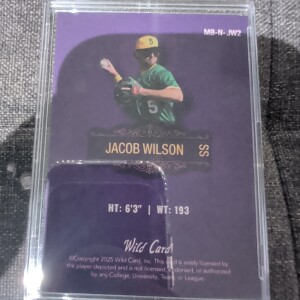 MB-N-JW2
5
5
JACOB WILSON
SS
HT: 6'3" | WT: 193
Wild Card
©Copyright 2025 Wild Card, Inc. This card is solely licensed by
the player depicted and is not licensed, endorsed, or authorized
by any College, University, Team, or League.